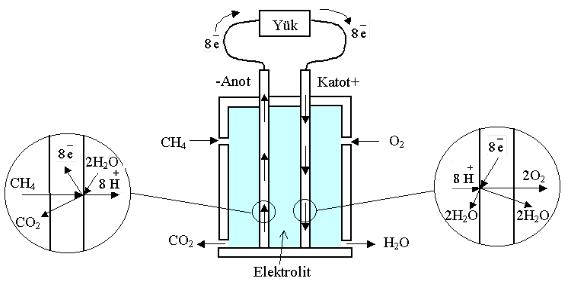 Yük
8e⁻
8e⁻
-Anot
Katot+
CH₄
O₂
8e⁻
2H₂O
CH₄
8H⁺
CO₂
8e⁻
8H⁺
2O₂
2H₂O
2H₂O
CO₂
H₂O
Elektrolit